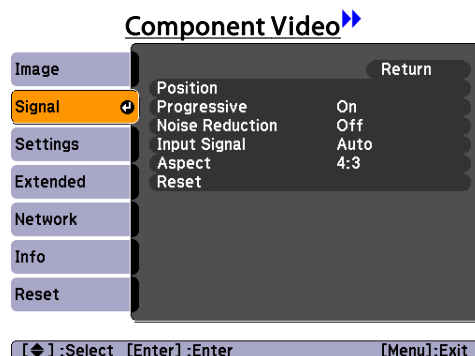 Component Video
Image
Return
Position
Signal
Progressive On
Noise Reduction Off
Settings
Input Signal Auto
Aspect 4:3
Extended
Reset
Network
Info
Reset
[ ] :Select [Enter] :Enter [Menu]:Exit